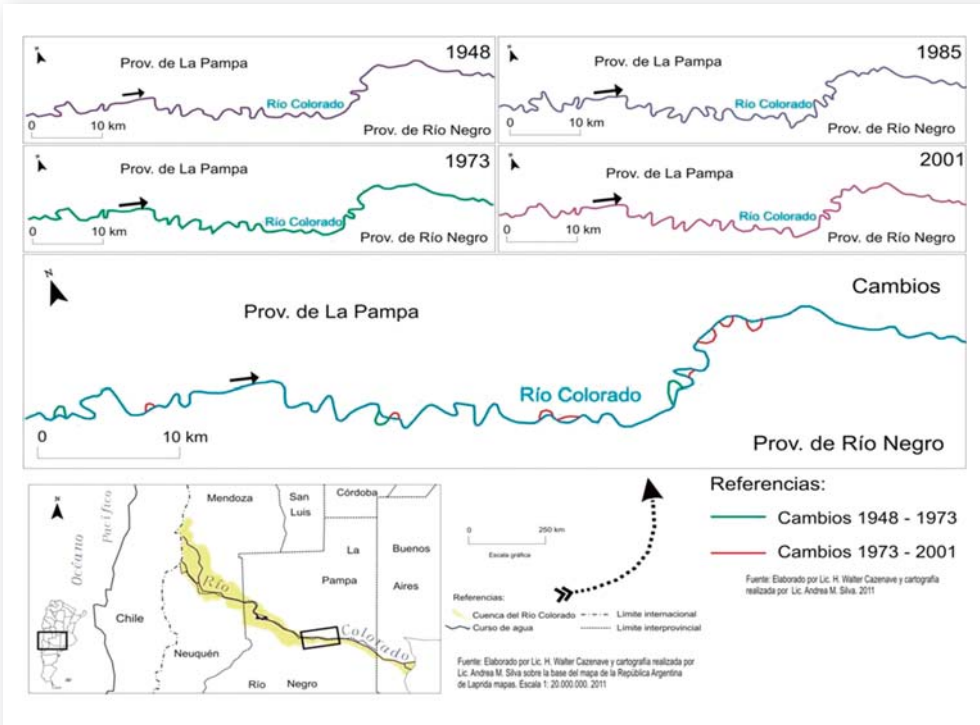 N
1948
Prov. de La Pampa
Río Colorado
0 10 km
Prov. de Río Negro
N
1985
Prov. de La Pampa
Río Colorado
0 10 km
Prov. de Río Negro
N
1973
Prov. de La Pampa
Río Colorado
0 10 km
Prov. de Río Negro
N
2001
Prov. de La Pampa
Río Colorado
0 10 km
Prov. de Río Negro
N
Cambios
Prov. de La Pampa
Río Colorado
0 10 km
Prov. de Río Negro
N
Océano
Pacífico
Mendoza
San
Luis
Córdoba
La
Pampa
Buenos
Aires
Chile
Neuquén
Río Negro
Río
Colorado
0 250 km
Escala gráfica
Referencias:
Cuenca del Río Colorado
Curso de agua
Límite internacional
Límite interprovincial
Fuente: Elaborado por Lic. H. Walter Cazenave y cartografía realizada por
Lic. Andrea M. Silva sobre la base del mapa de la República Argentina
de Laprida mapas. Escala 1: 20.000.000. 2011
Referencias:
Cambios 1948 - 1973
Cambios 1973 - 2001
Fuente: Elaborado por Lic. H. Walter Cazenave y cartografía
realizada por Lic. Andrea M. Silva. 2011